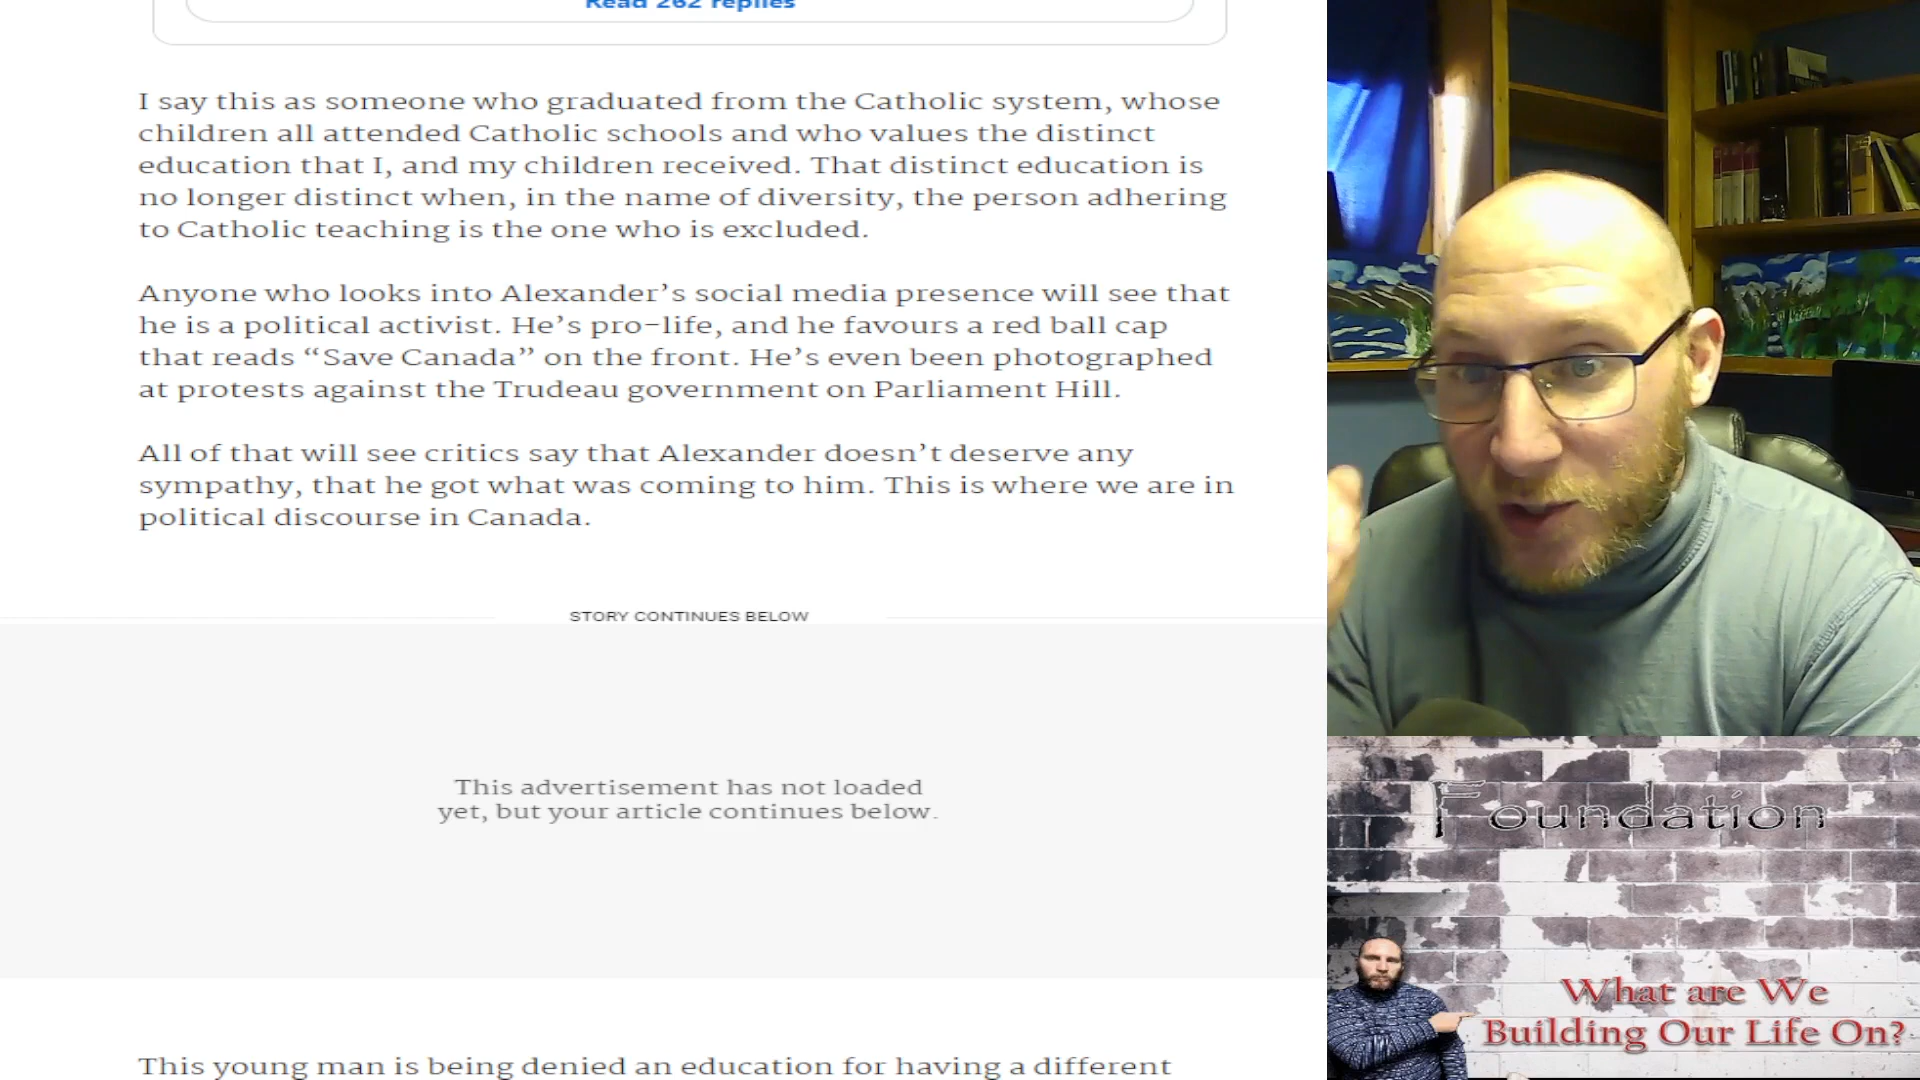 Read 262 replies
I say this as someone who graduated from the Catholic system, whose
children all attended Catholic schools and who values the distinct
education that I, and my children received. That distinct education is
no longer distinct when, in the name of diversity, the person adhering
to Catholic teaching is the one who is excluded.
Anyone who looks into Alexander’s social media presence will see that
he is a political activist. He’s pro-life, and he favours a red ball cap
that reads “Save Canada” on the front. He’s even been photographed
at protests against the Trudeau government on Parliament Hill.
All of that will see critics say that Alexander doesn’t deserve any
sympathy, that he got what was coming to him. This is where we are in
political discourse in Canada.
STORY CONTINUES BELOW
This advertisement has not loaded
yet, but your article continues below.
This young man is being denied an education for having a different
Foundation
What are We
Building Our Life On?